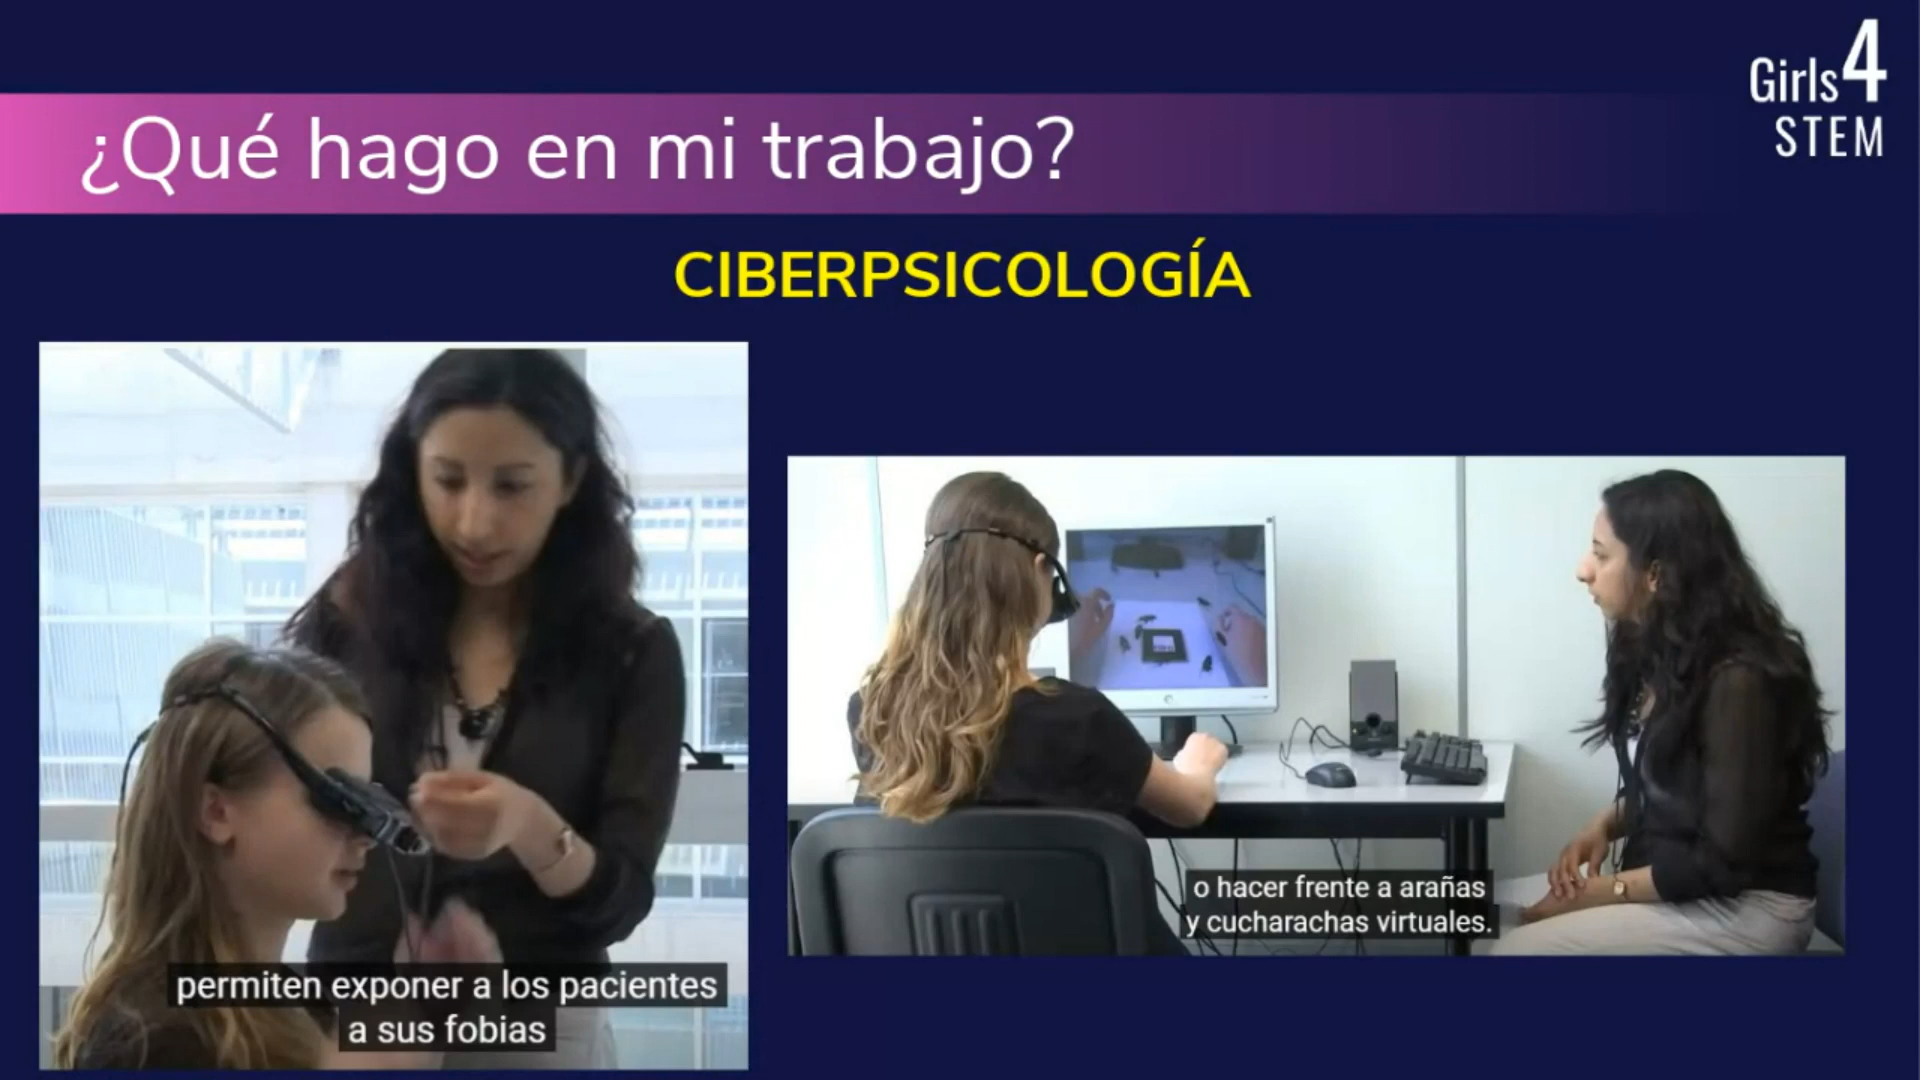 Girls4
STEM
¿Qué hago en mi trabajo?
CIBERPSICOLOGÍA
permiten exponer a los pacientes
a sus fobias
o hacer frente a arañas
y cucharachas virtuales.